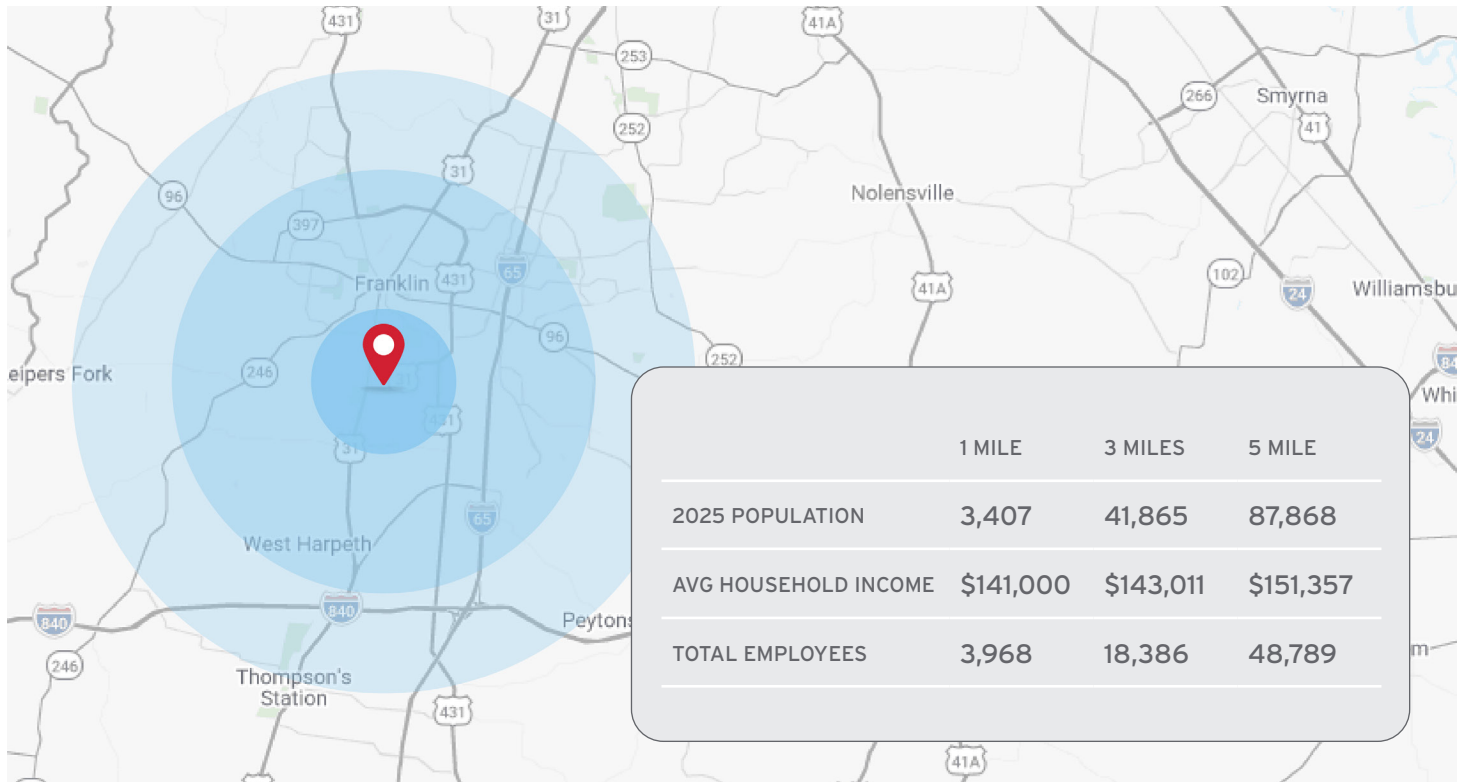 431
31
41A
253
266
Smyrna
41
252
31
96
Nolensville
397
Franklin
431
65
102
41A
24
Williamsbu
96
252
eipers Fork
246
84
Whi
431
31
24
1 MILE 3 MILES 5 MILE
2025 POPULATION 3,407 41,865 87,868
AVG HOUSEHOLD INCOME $141,000 $143,011 $151,357
TOTAL EMPLOYEES 3,968 18,386 48,789
65
West Harpeth
840
840
Peytons
m
246
Thompson's
Station
431
41A